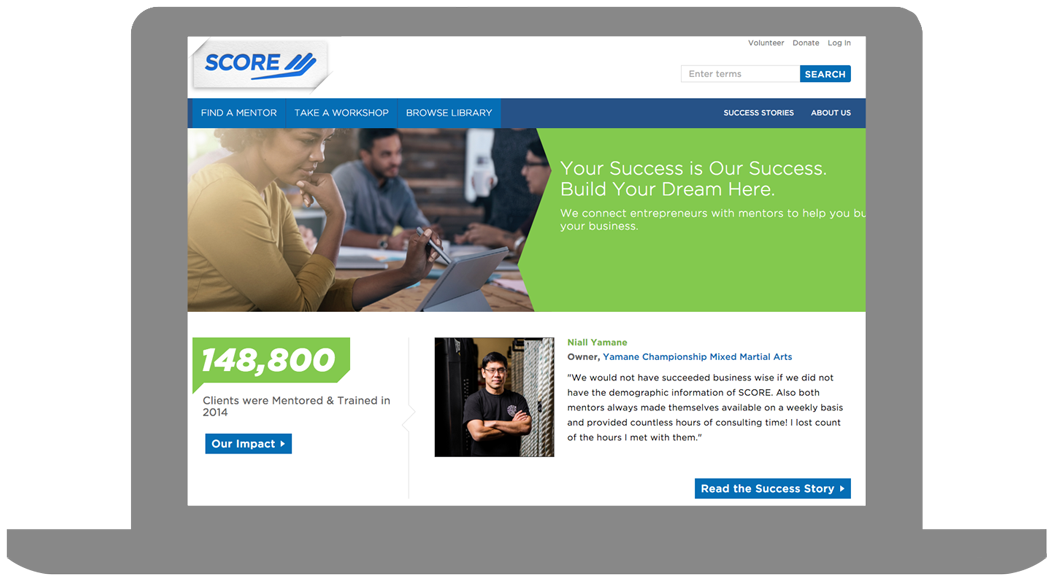 Volunteer Donate Log In
SCORE
Enter terms SEARCH
FIND A MENTOR TAKE A WORKSHOP BROWSE LIBRARY SUCCESS STORIES ABOUT US
Your Success is Our Success.
Build Your Dream Here.
We connect entrepreneurs with mentors to help you bu
your business.
148,800
Clients were Mentored & Trained in
2014
Our Impact
Niall Yamane
Owner, Yamane Championship Mixed Martial Arts
"We would not have succeeded business wise if we did not
have the demographic information of SCORE. Also both
mentors always made themselves available on a weekly basis
and provided countless hours of consulting time! I lost count
of the hours I met with them."
Read the Success Story